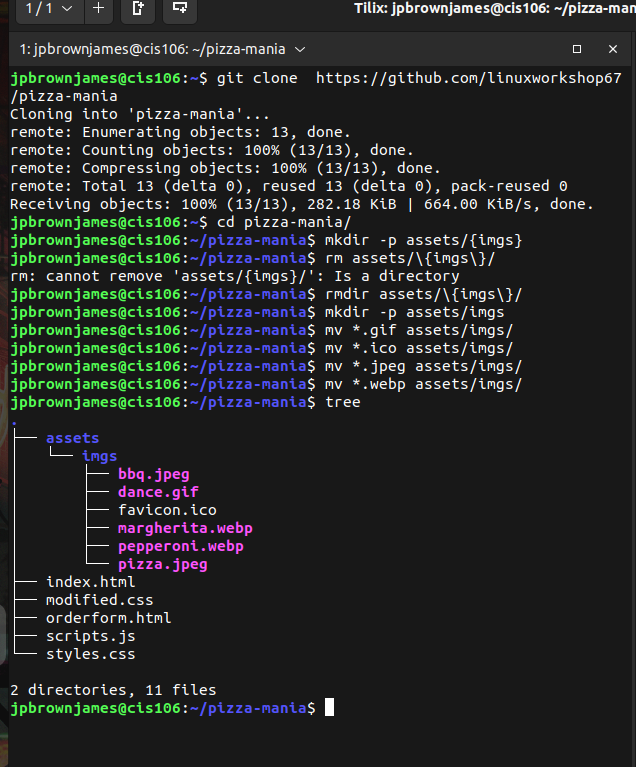 1 / 1
Tilix: jpbrownjames@cis106: ~/pizza-man
1: jpbrownjames@cis106: ~/pizza-mania
jpbrownjames@cis106:~$ git clone  https://github.com/linuxworkshop67
/pizza-mania
Cloning into 'pizza-mania'...
remote: Enumerating objects: 13, done.
remote: Counting objects: 100% (13/13), done.
remote: Compressing objects: 100% (13/13), done.
remote: Total 13 (delta 0), reused 13 (delta 0), pack-reused 0
Receiving objects: 100% (13/13), 282.18 KiB | 664.00 KiB/s, done.
jpbrownjames@cis106:~$ cd pizza-mania/
jpbrownjames@cis106:~/pizza-mania$ mkdir -p assets/{imgs}
jpbrownjames@cis106:~/pizza-mania$ rm assets/\{imgs\}/
rm: cannot remove 'assets/{imgs}/': Is a directory
jpbrownjames@cis106:~/pizza-mania$ rmdir assets/\{imgs\}/
jpbrownjames@cis106:~/pizza-mania$ mkdir -p assets/imgs
jpbrownjames@cis106:~/pizza-mania$ mv *.gif assets/imgs/
jpbrownjames@cis106:~/pizza-mania$ mv *.ico assets/imgs/
jpbrownjames@cis106:~/pizza-mania$ mv *.jpeg assets/imgs/
jpbrownjames@cis106:~/pizza-mania$ mv *.webp assets/imgs/
jpbrownjames@cis106:~/pizza-mania$ tree
.
├── assets
│   └── imgs
│       ├── bbq.jpeg
│       ├── dance.gif
│       ├── favicon.ico
│       ├── margherita.webp
│       ├── pepperoni.webp
│       └── pizza.jpeg
├── index.html
├── modified.css
├── orderform.html
├── scripts.js
└── styles.css
2 directories, 11 files
jpbrownjames@cis106:~/pizza-mania$